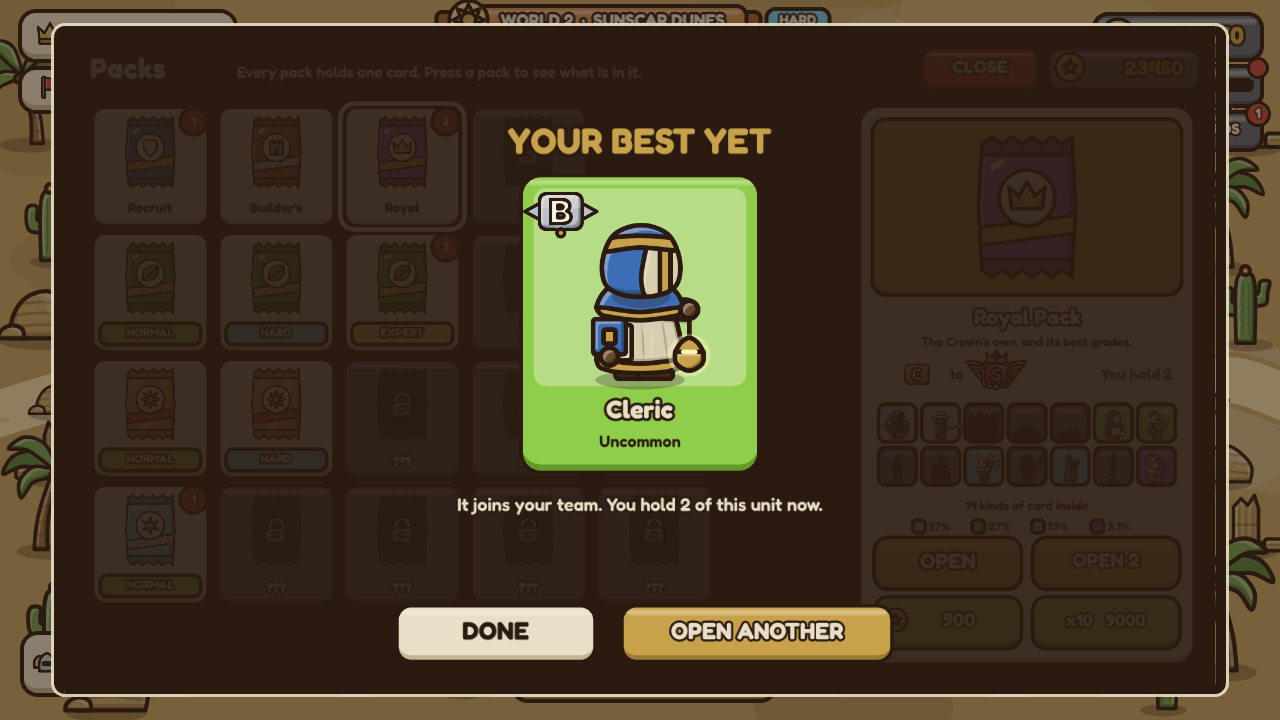 WORLD 2 · SUNSCAR DUNES
HARD
Packs
Every pack holds one card. Press a pack to see what is in it.
CLOSE
23450
1
2
1
Recruit
Builder's
Royal
YOUR BEST YET
B
Cleric
Uncommon
It joins your team. You hold 2 of this unit now.
3
NORMAL
HARD
EXPERT
NORMAL
HARD
???
1
NORMAL
???
???
???
???
Royal Pack
The Crown's own, and its best grades.
C to S
You hold 2
14 kinds of card inside
57% 27% 13% 3.1%
OPEN
OPEN 2
900
x10 9000
DONE
OPEN ANOTHER